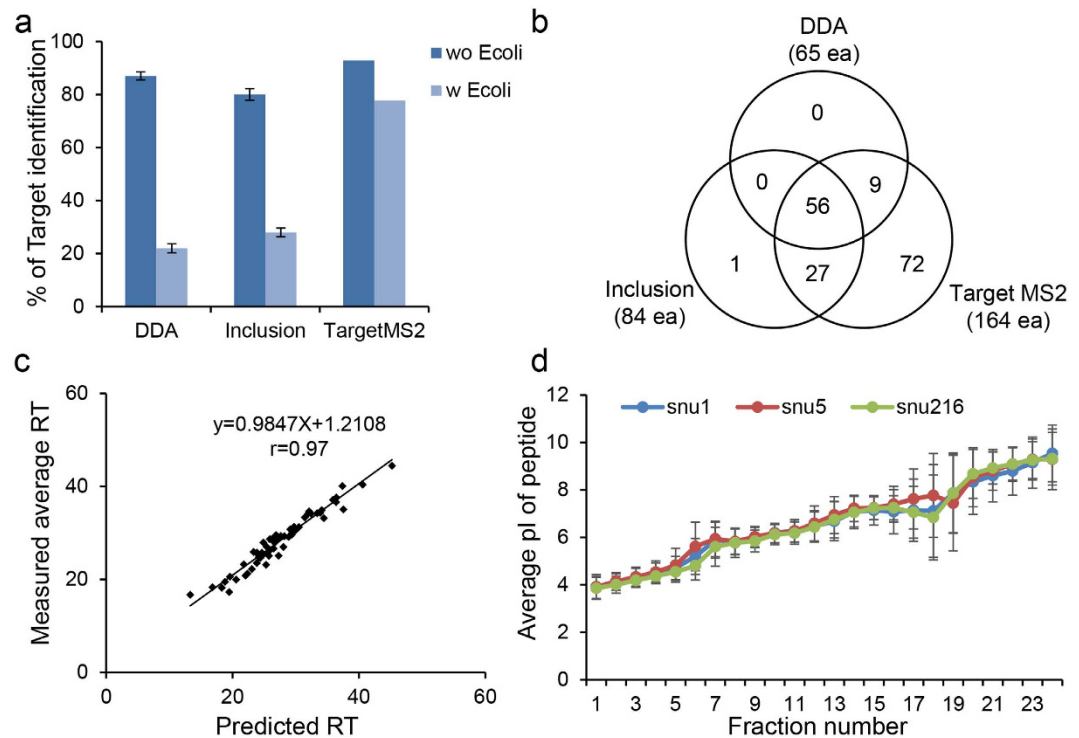 a
% of Target identification
100
80
60
40
20
0
DDA
Inclusion
TargetMS2
wo Ecoli
w Ecoli
b
DDA
(65 ea)
0
0
9
56
1
27
72
Inclusion
(84 ea)
Target MS2
(164 ea)
c
Measured average RT
60
40
20
0
y=0.9847X+1.2108
r=0.97
0
20
40
60
Predicted RT
d
Average pI of peptide
12
10
8
6
4
2
0
snu1
snu5
snu216
1
3
5
7
9
11
13
15
17
19
21
23
Fraction number